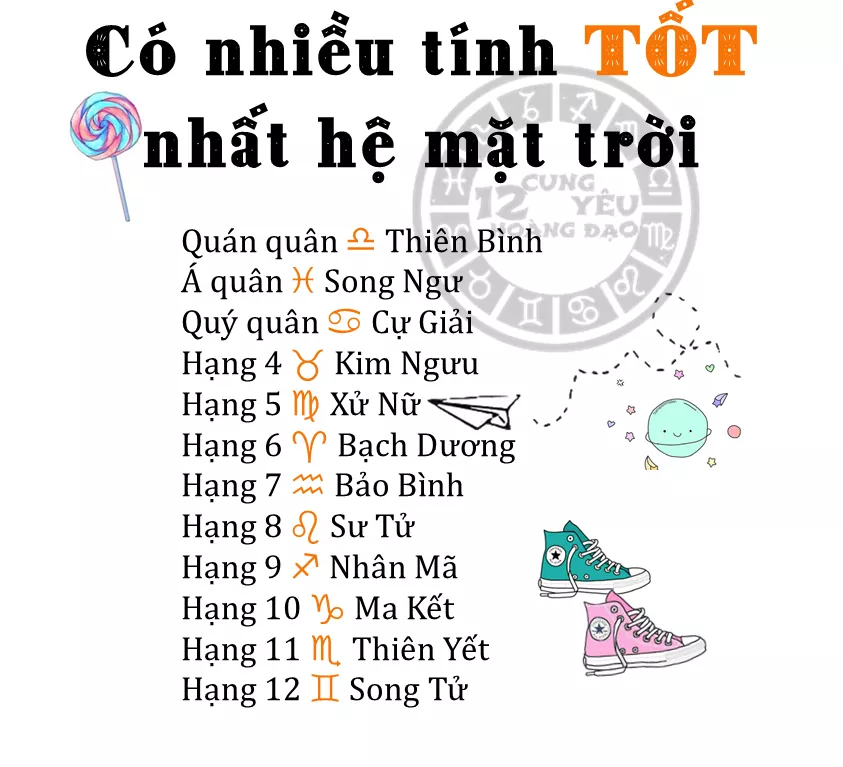 Có nhiều tính TỐT
nhất hệ mặt trời
12 CUNG
HOÀNG ĐẠO
YÊU
Quán quân ♎ Thiên Bình
Á quân ♓ Song Ngư
Quý quân ♋ Cự Giải
Hạng 4 ♉ Kim Ngưu
Hạng 5 ♍ Xử Nữ
Hạng 6 ♈ Bạch Dương
Hạng 7 ♒ Bảo Bình
Hạng 8 ♌ Sư Tử
Hạng 9 ♐ Nhân Mã
Hạng 10 ♑ Ma Kết
Hạng 11 ♏ Thiên Yết
Hạng 12 ♊ Song Tử